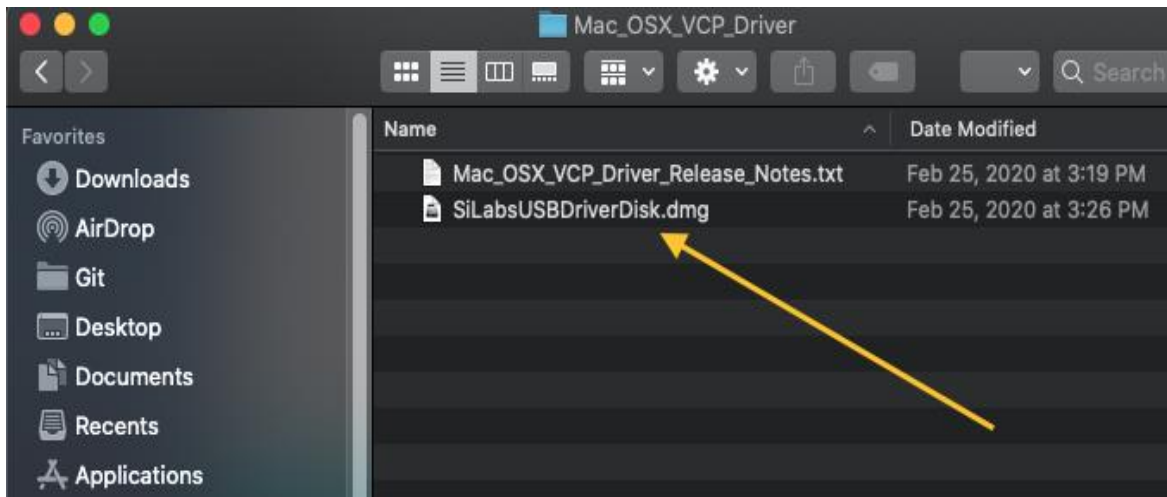 Mac_OSX_VCP_Driver
Search
Favorites
Downloads
AirDrop
Git
Desktop
Documents
Recents
Applications
Name
Date Modified
Mac_OSX_VCP_Driver_Release_Notes.txt
Feb 25, 2020 at 3:19 PM
SiLabsUSBDriverDisk.dmg
Feb 25, 2020 at 3:26 PM